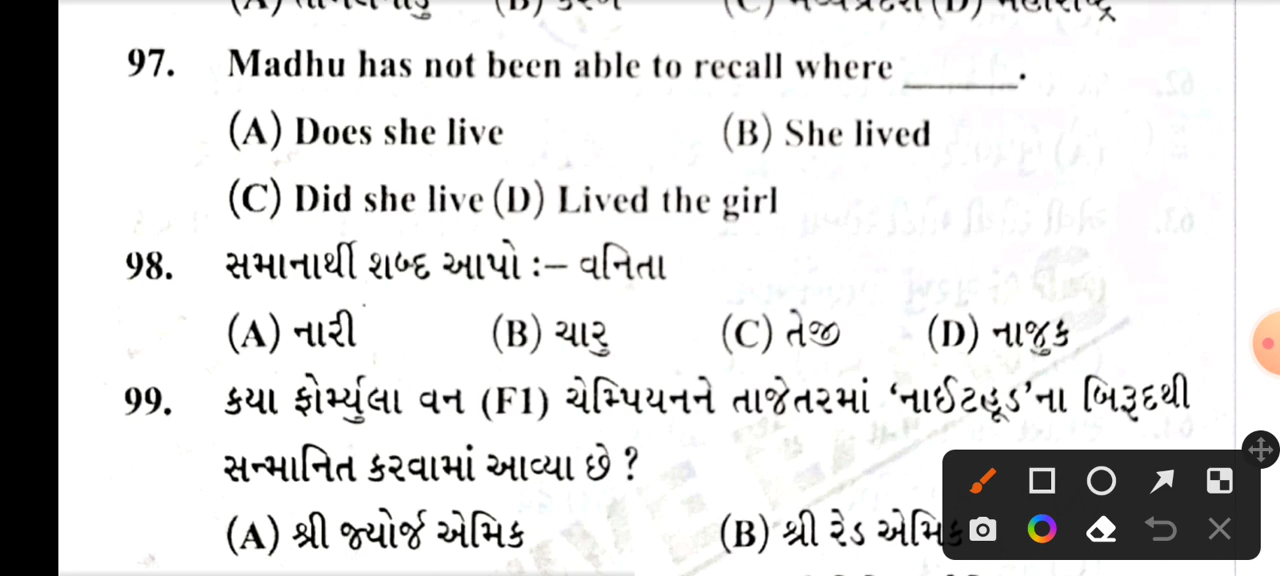 97. Madhu has not been able to recall where ______.
(A) Does she live (B) She lived
(C) Did she live (D) Lived the girl
98. સમાનાર્થી શબ્દ આપો :– વનિતા
(A) નારી (B) ચારુ (C) તેજી (D) નાજુક
99. કયા ફોર્મ્યુલા વન (F1) ચેમ્પિયનને તાજેતરમાં ‘નાઈટહૂડ’ના બિરૂદથી
સન્માનિત કરવામાં આવ્યા છે ?
(A) શ્રી જ્યોર્જ એમિક (B) શ્રી રેડ